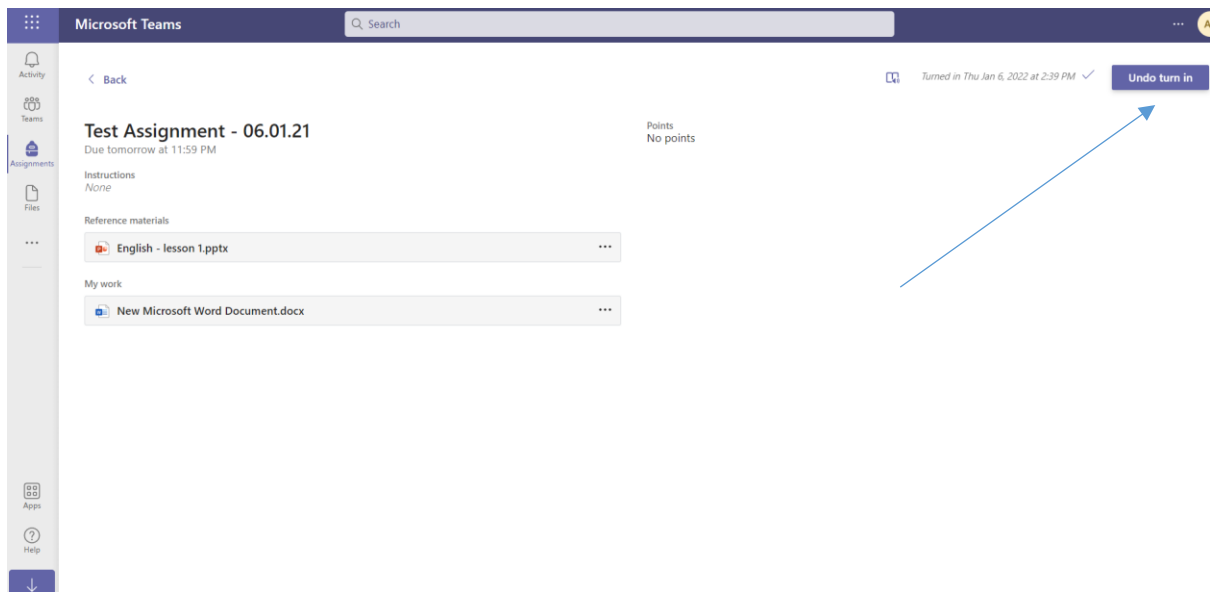 Microsoft Teams
Search
...
A
Activity
Teams
Assignments
Files
...
Apps
Help
Back
Turned in Thu Jan 6, 2022 at 2:39 PM
Undo turn in
Test Assignment - 06.01.21
Due tomorrow at 11:59 PM
Points
No points
Instructions
None
Reference materials
English - lesson 1.pptx
...
My work
New Microsoft Word Document.docx
...